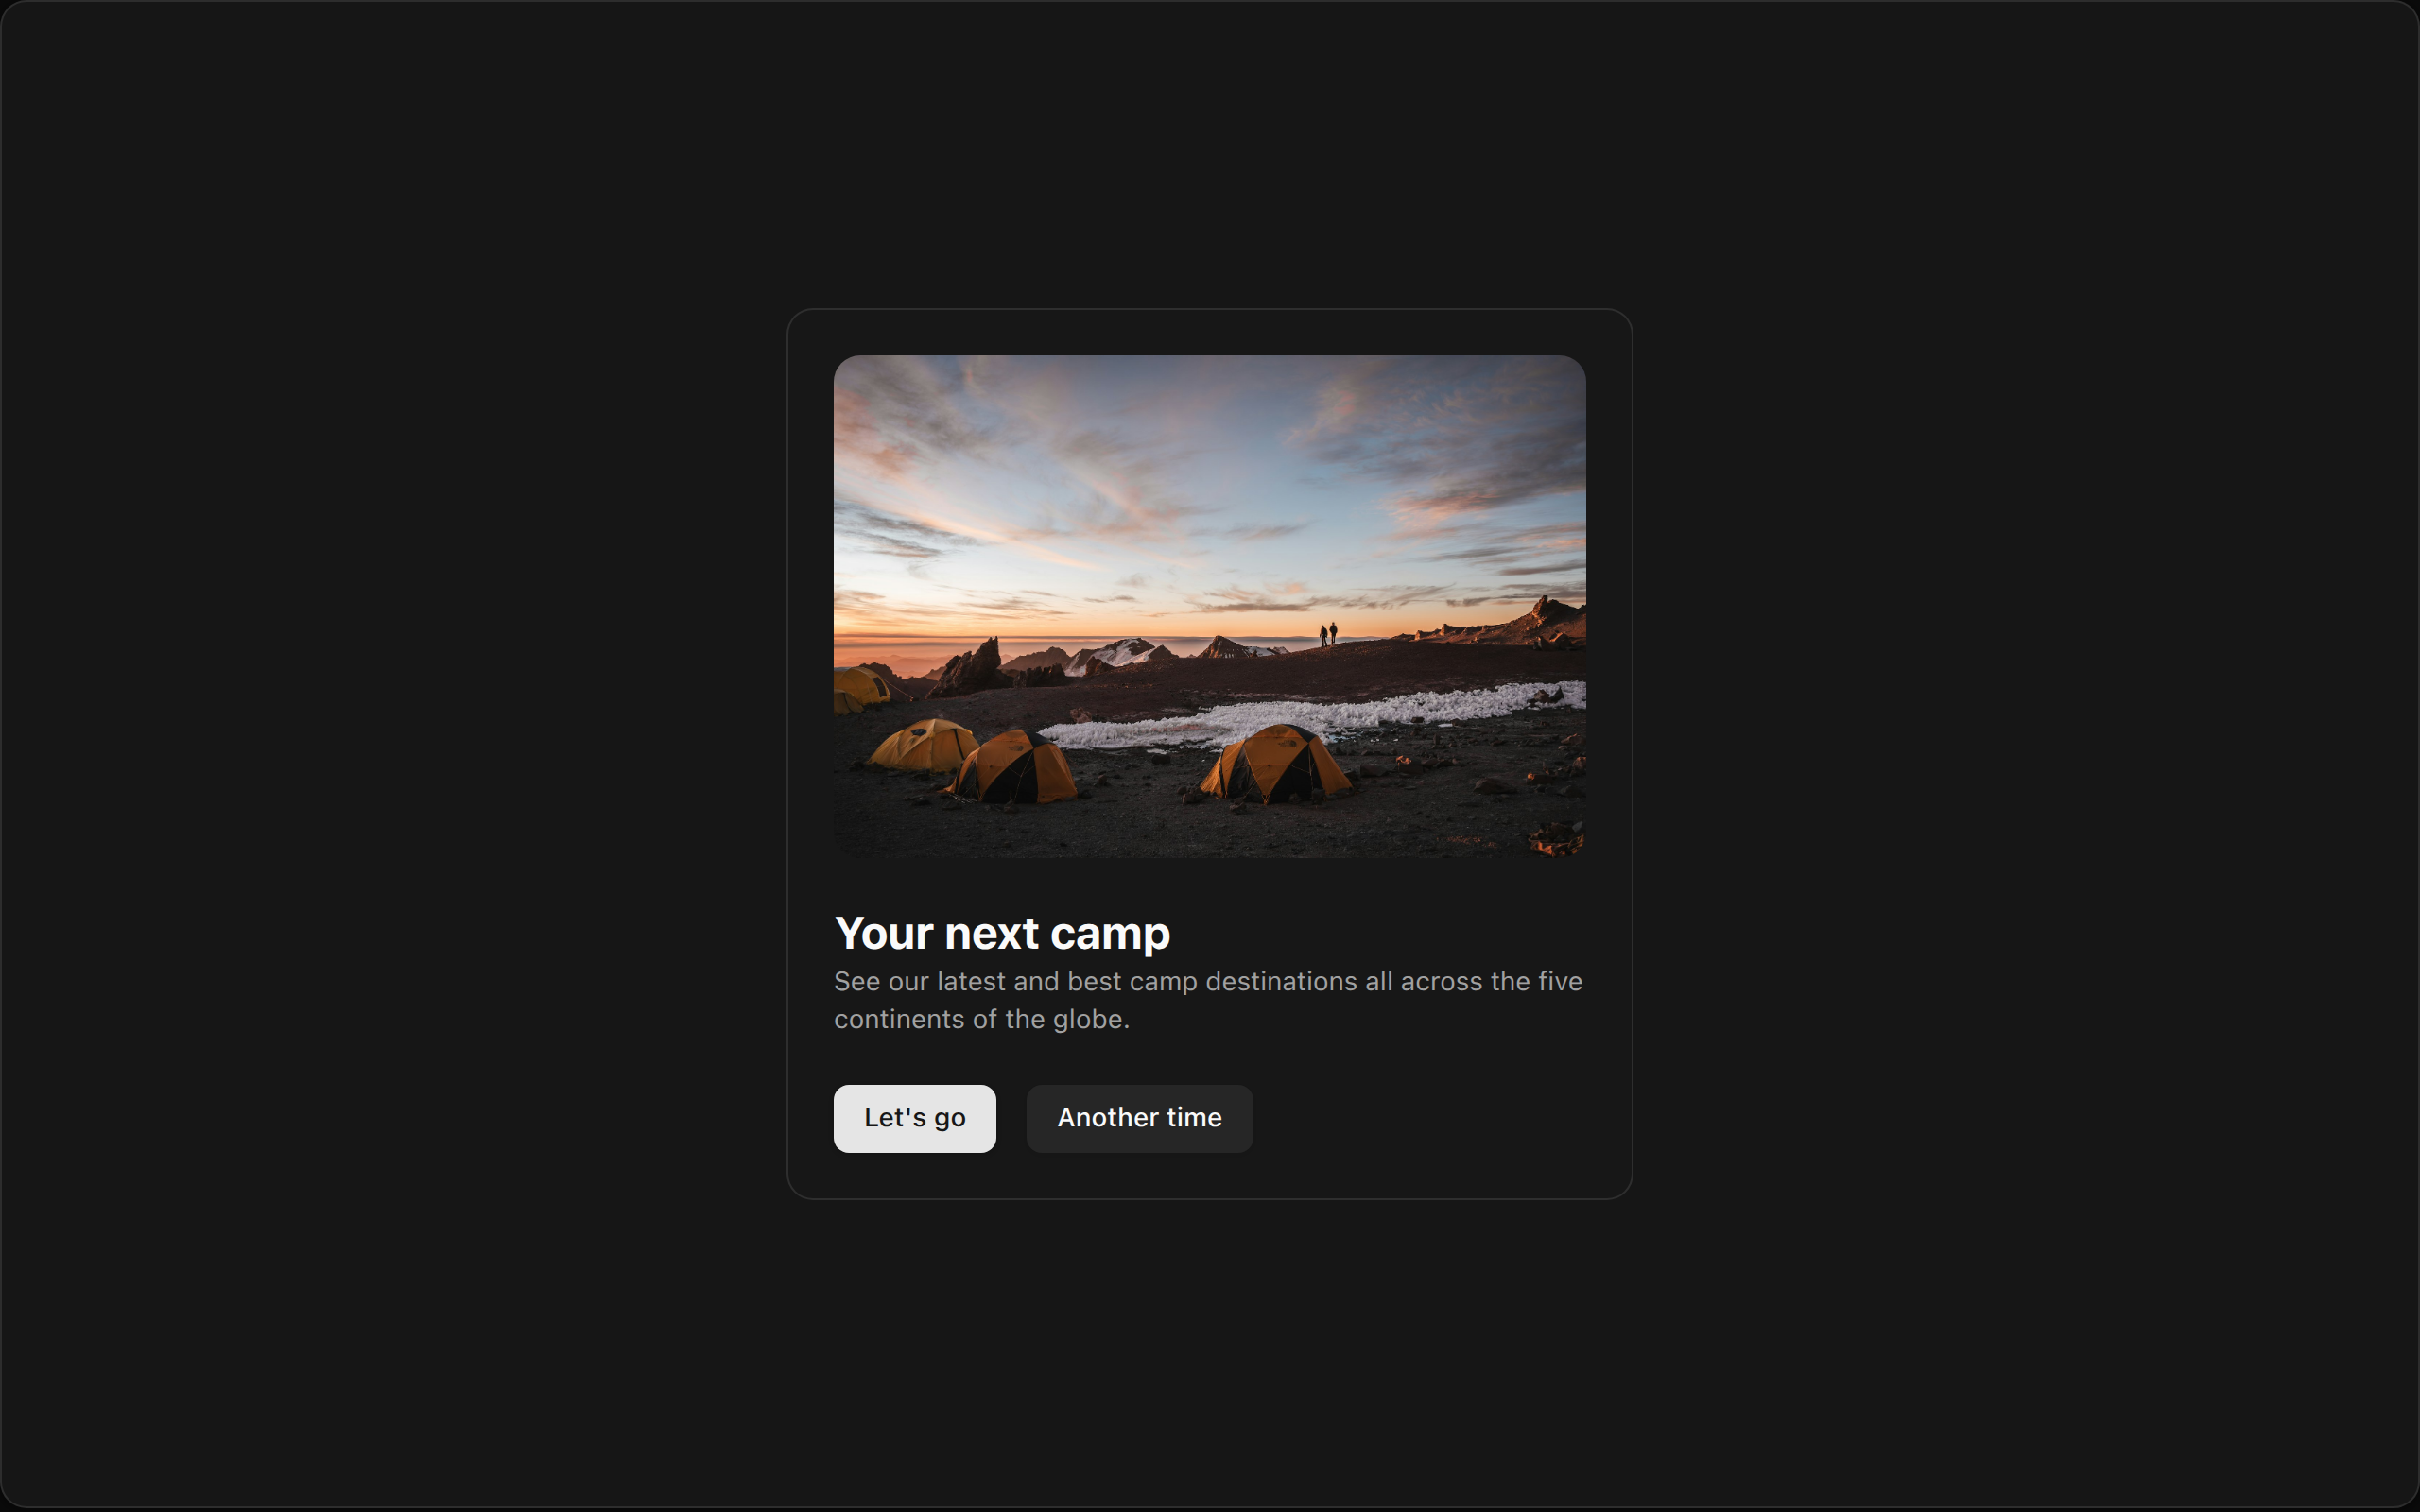 Your next camp
See our latest and best camp destinations all across the five
continents of the globe.
Let's go
Another time